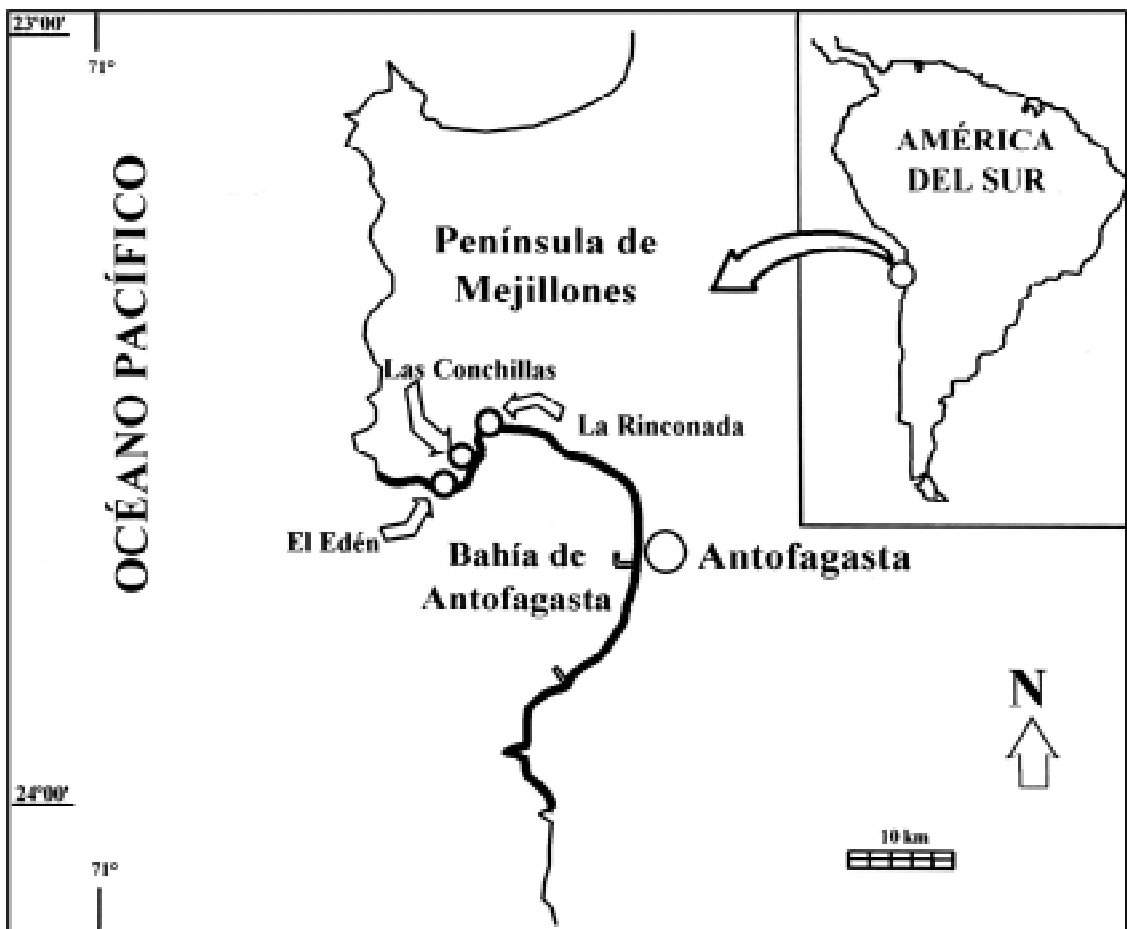 23°00'
71°
AMÉRICA
DEL SUR
OCÉANO PACÍFICO
Península de
Mejillones
Las Conchillas
La Rinconada
El Edén
Bahía de
Antofagasta
Antofagasta
N
24°00'
10 km
71°